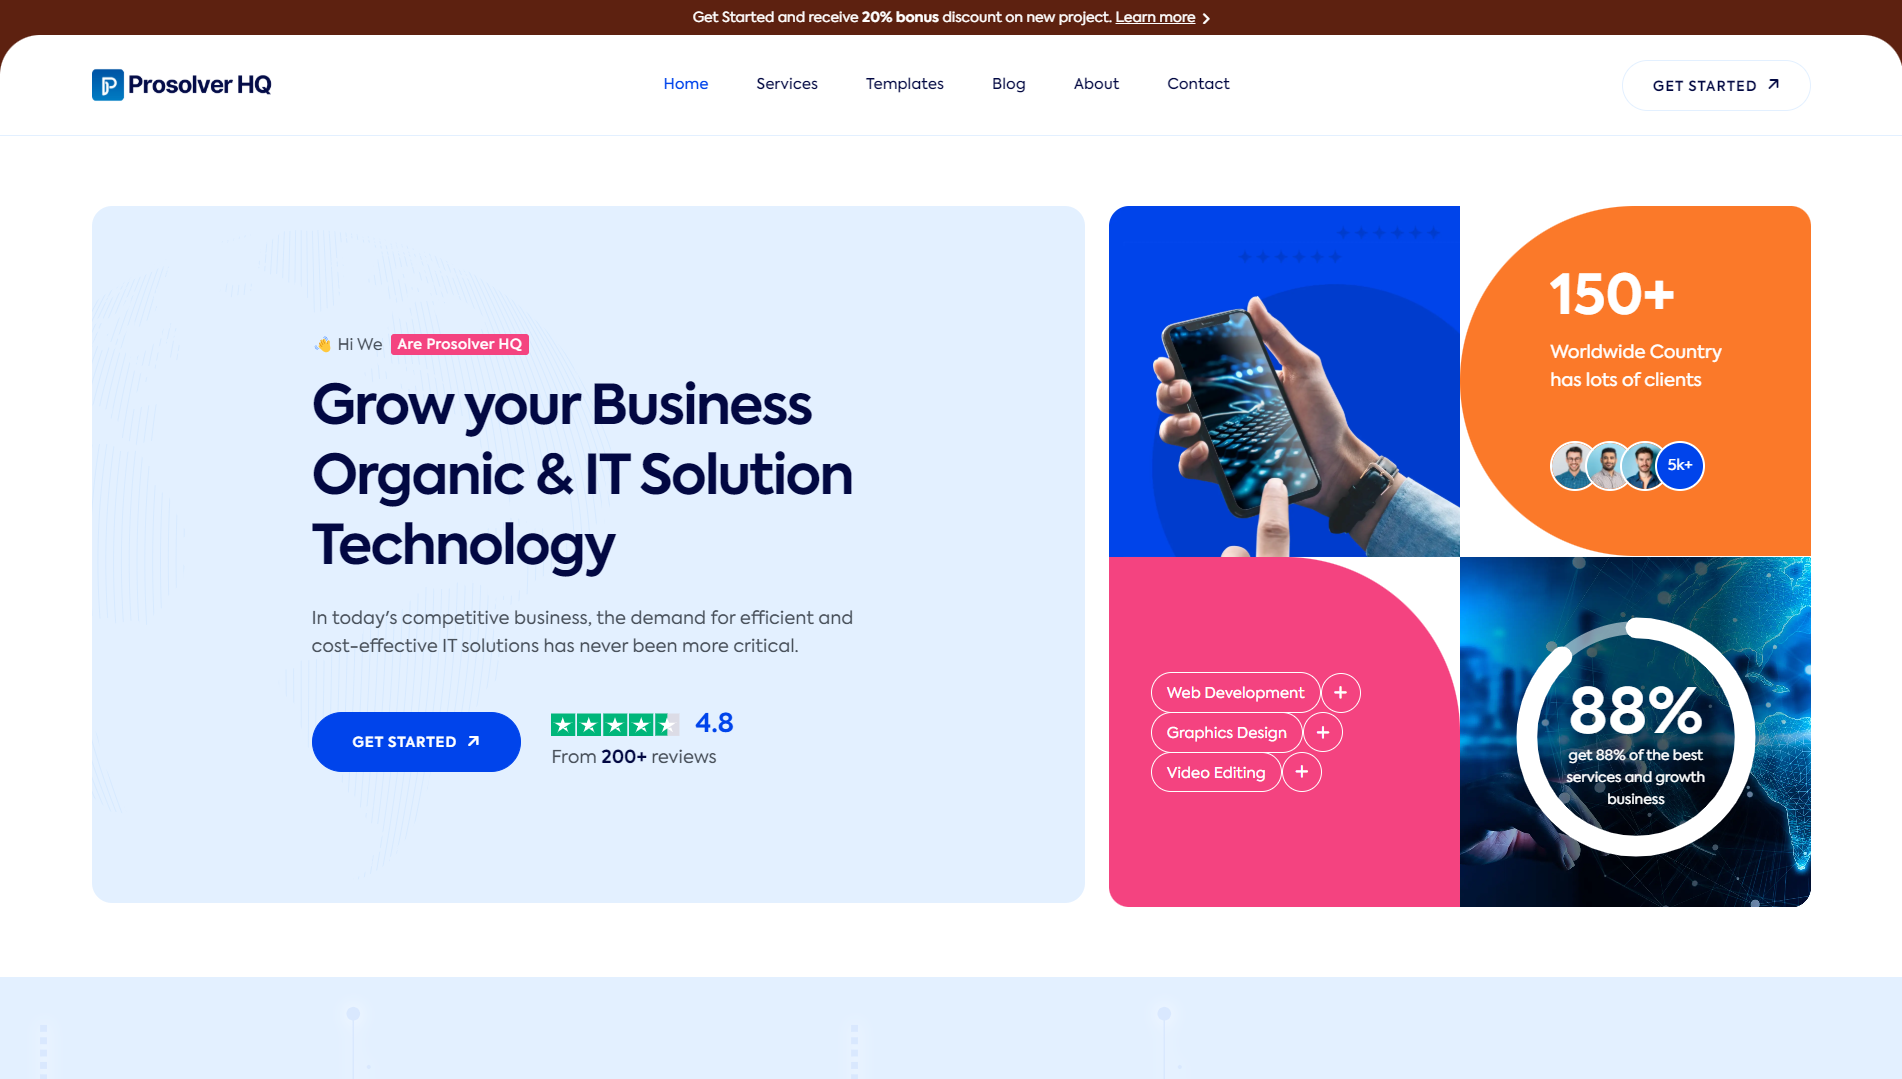 Get Started and receive 20% bonus discount on new project. Learn more
Prosolver HQ
Home
Services
Templates
Blog
About
Contact
GET STARTED
Hi We Are Prosolver HQ
Grow your Business
Organic & IT Solution
Technology
In today's competitive business, the demand for efficient and
cost-effective IT solutions has never been more critical.
GET STARTED
4.8
From 200+ reviews
150+
Worldwide Country
has lots of clients
5k+
Web Development
Graphics Design
Video Editing
88%
get 88% of the best
services and growth
business